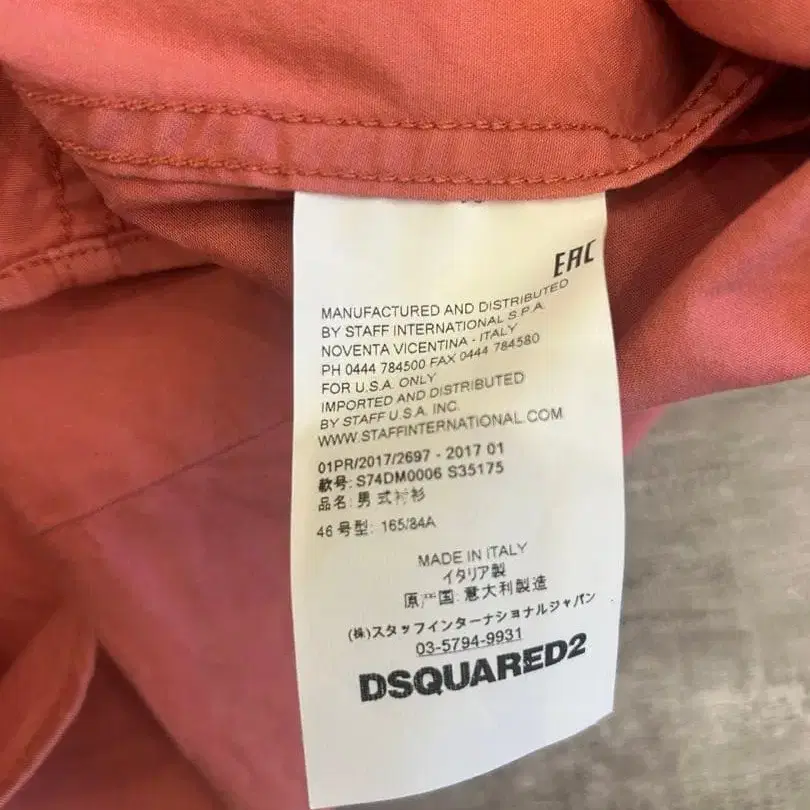 EAC
MANUFACTURED AND DISTRIBUTED
BY STAFF INTERNATIONAL S.P.A.
NOVENTA VICENTINA - ITALY
PH 0444 784500 FAX 0444 784580
FOR U.S.A. ONLY
IMPORTED AND DISTRIBUTED
BY STAFF U.S.A. INC.
WWW.STAFFINTERNATIONAL.COM
01PR/2017/2697 - 2017 01
款号: S74DM0006 S35175
品名: 男式衬衫
46 号型: 165/84A
MADE IN ITALY
イタリア製
原产国: 意大利製造
(株)スタッフインターナショナルジャパン
03-5794-9931
DSQUARED2